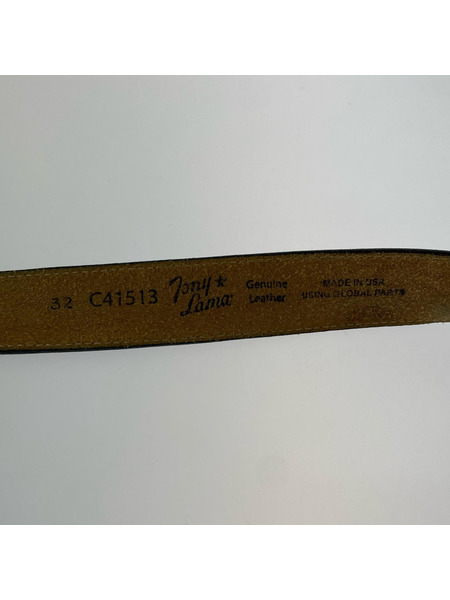 32 C41513
Tony
Lama
Genuine
Leather
MADE IN USA
USING GLOBAL PARTS